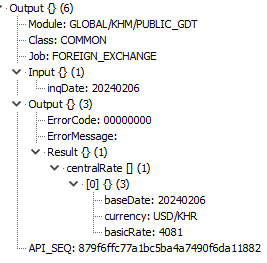 Output {} (6)
Module: GLOBAL/KHM/PUBLIC_GDT
Class: COMMON
Job: FOREIGN_EXCHANGE
Input {} (1)
inqDate: 20240206
Output {} (3)
ErrorCode: 00000000
ErrorMessage:
Result {} (1)
centralRate [] (1)
[0] {} (3)
baseDate: 20240206
currency: USD/KHR
basicRate: 4081
API_SEQ: 879f6ffc77a1bc5ba4a7490f6da11882